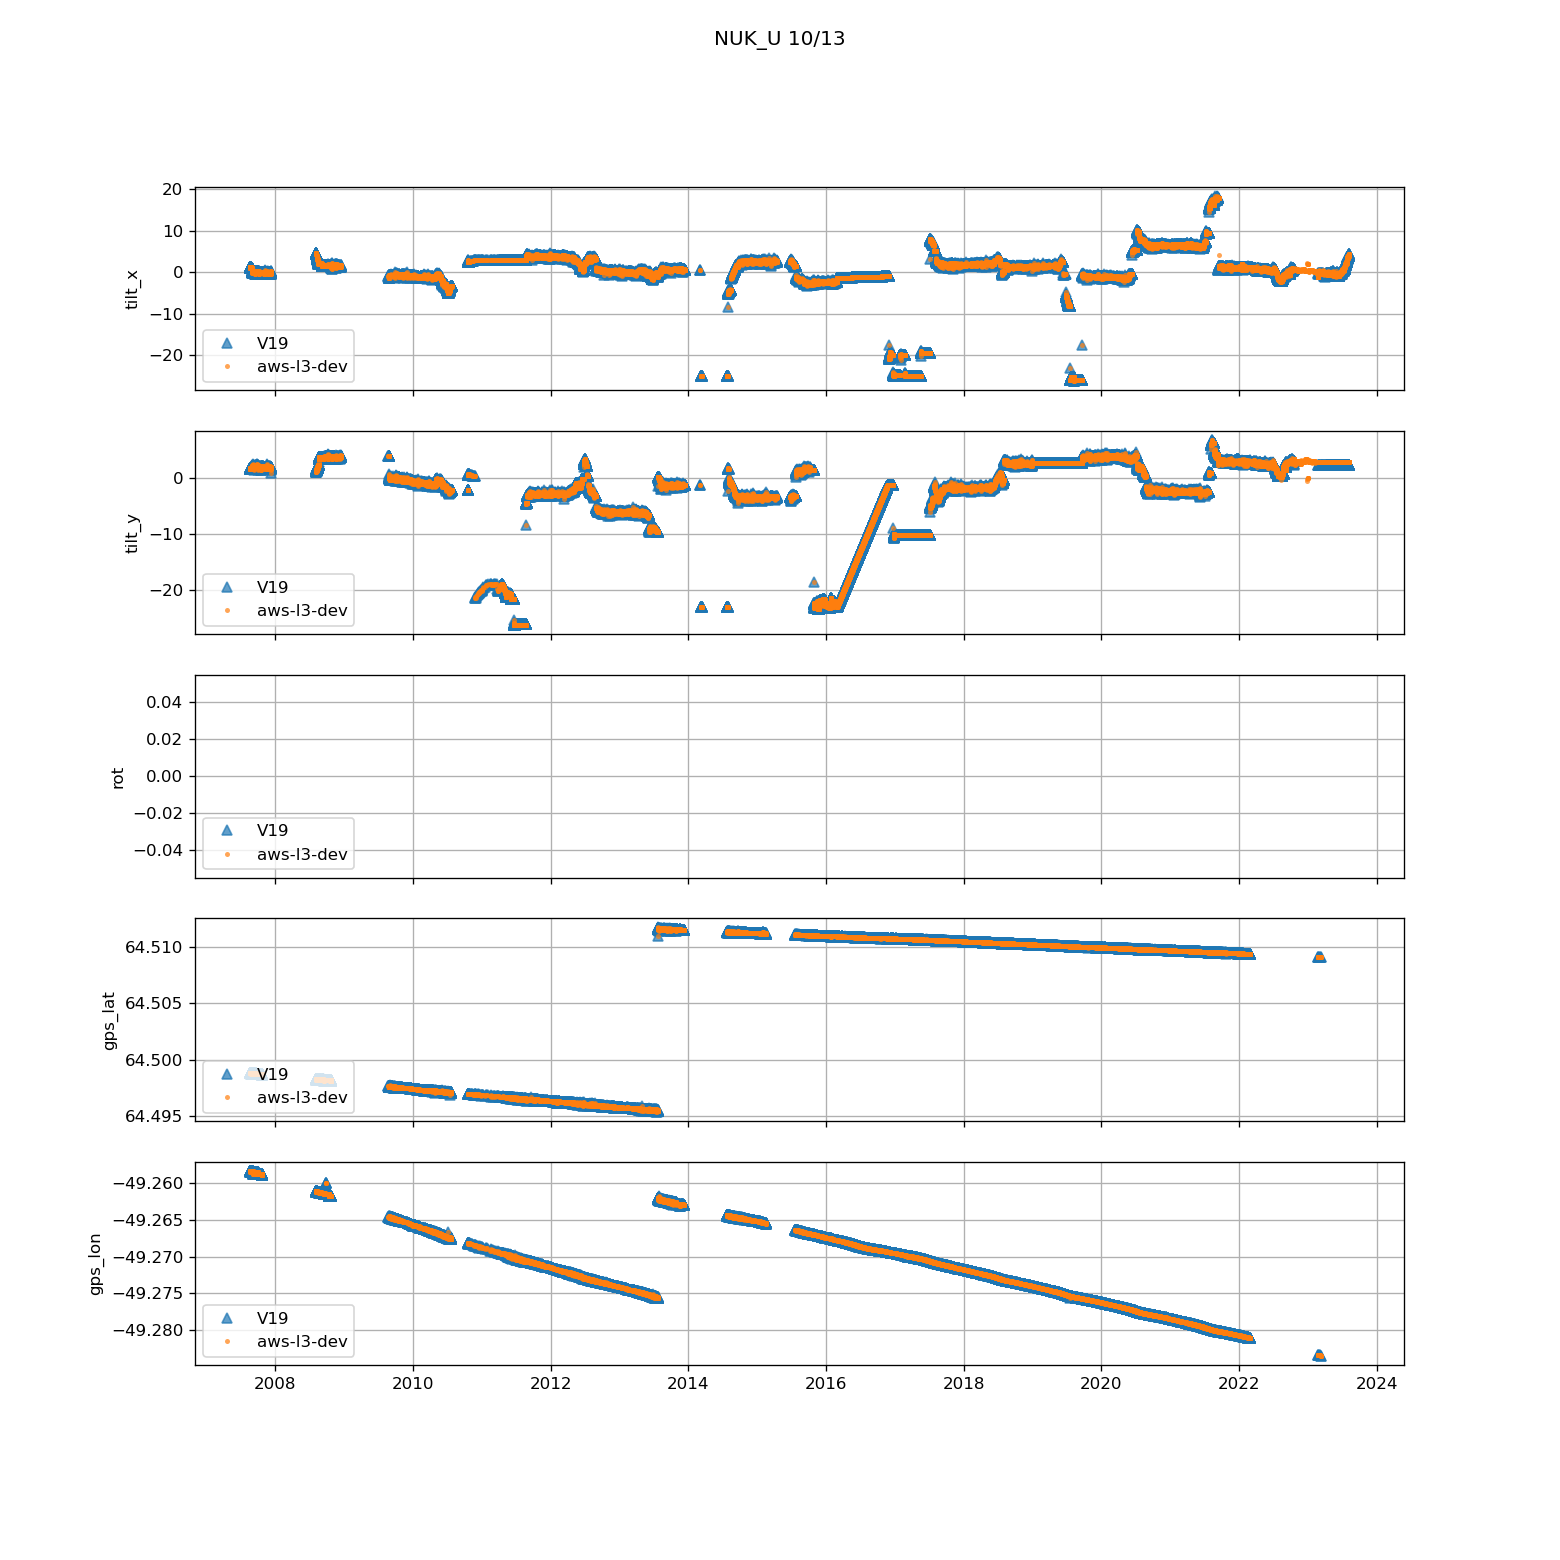 NUK_U 10/13
20
10
0
−10
−20
tilt_x
V19
aws-l3-dev
0
−10
−20
tilt_y
V19
aws-l3-dev
0.04
0.02
0.00
−0.02
−0.04
rot
V19
aws-l3-dev
64.510
64.505
64.500
64.495
gps_lat
V19
aws-l3-dev
−49.260
−49.265
−49.270
−49.275
−49.280
gps_lon
V19
aws-l3-dev
2008 2010 2012 2014 2016 2018 2020 2022 2024